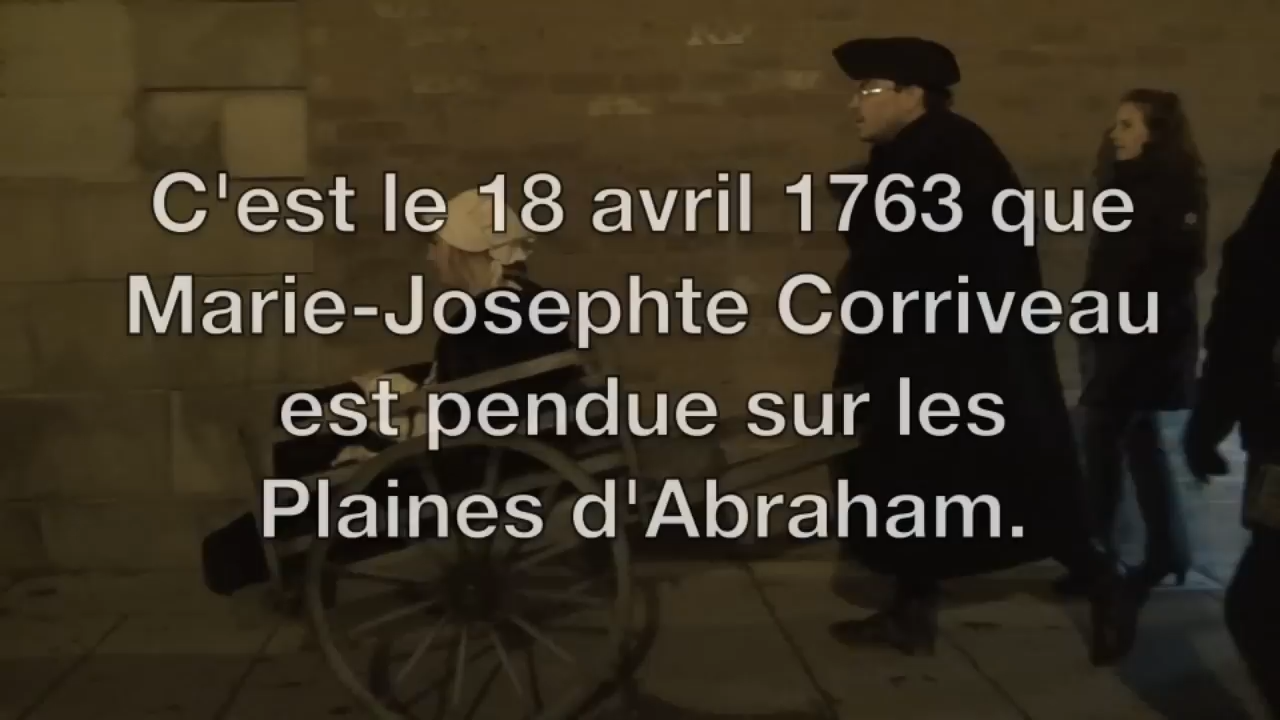 C'est le 18 avril 1763 que
Marie-Josephte Corriveau
est pendue sur les
Plaines d'Abraham.